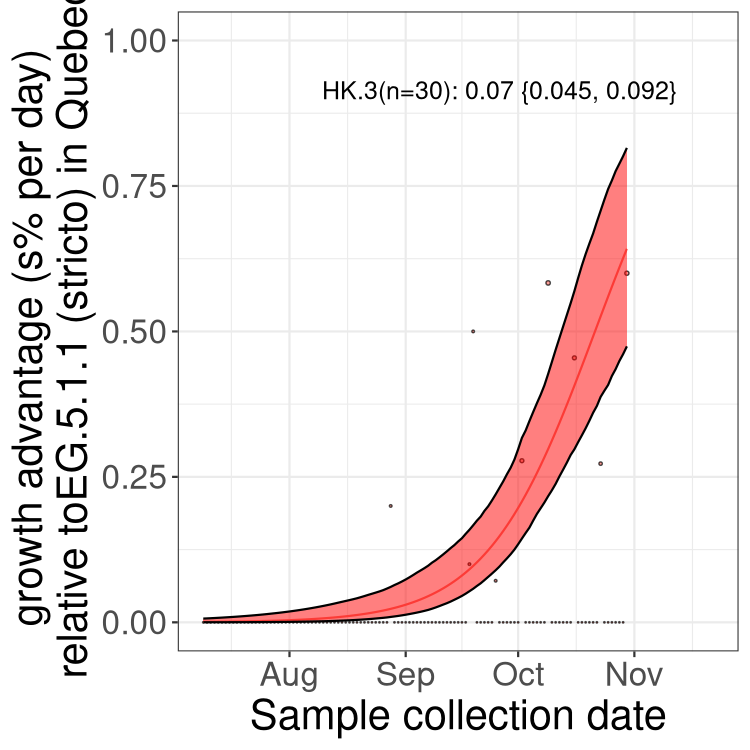 growth advantage (s% per day)
relative toEG.5.1.1 (stricto) in Quebec
1.00
0.75
0.50
0.25
0.00
HK.3(n=30): 0.07 {0.045, 0.092}
Aug Sep Oct Nov
Sample collection date